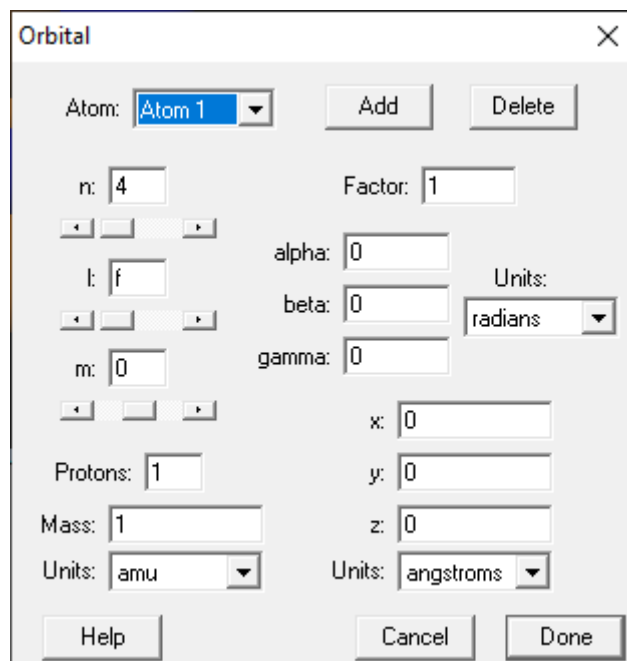 Orbital
Atom: Atom 1 Add Delete
n: 4 Factor: 1
alpha: 0
l: f Units:
beta: 0 radians
m: 0 gamma: 0
x: 0
Protons: 1 y: 0
Mass: 1 z: 0
Units: amu Units: angstroms
Help Cancel Done